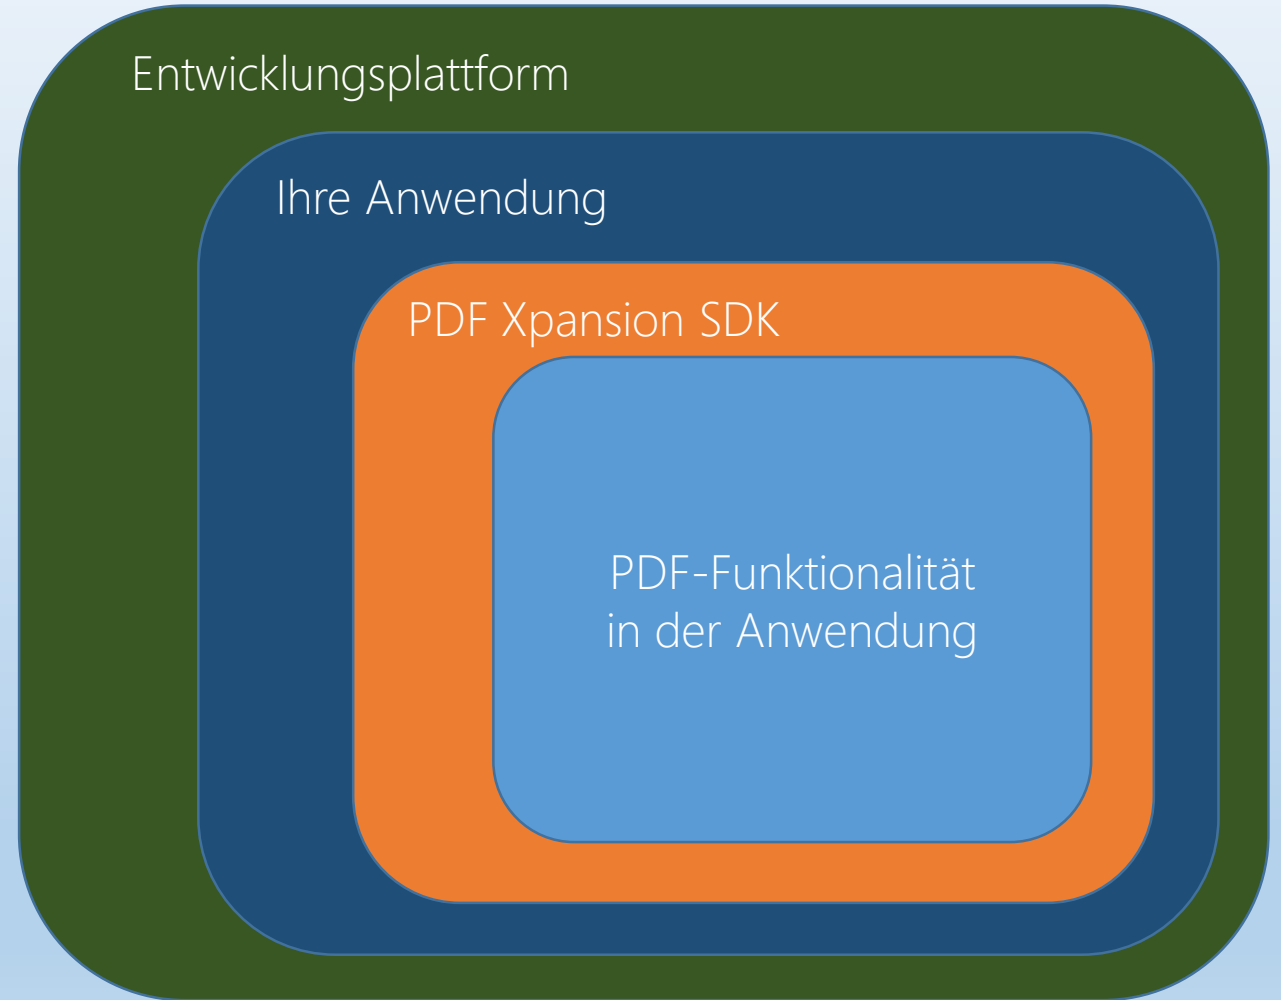 Entwicklungsplattform
Ihre Anwendung
PDF Xpansion SDK
PDF-Funktionalität
in der Anwendung